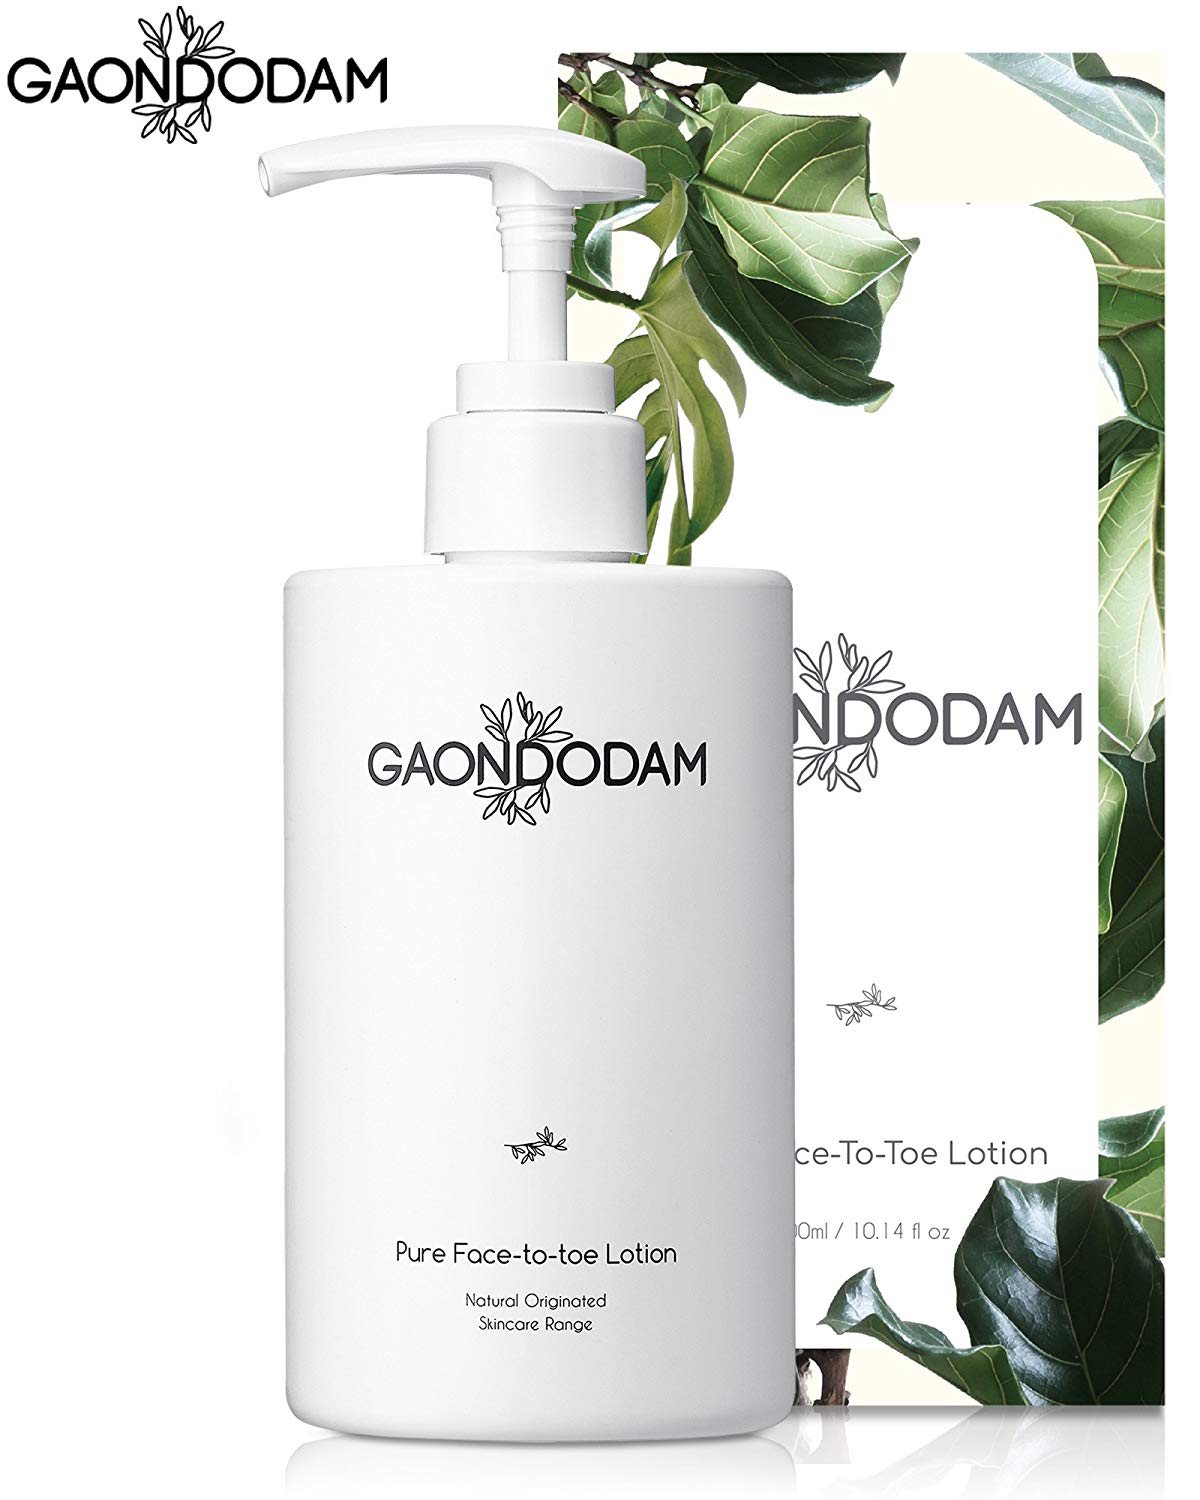 GAONDODAM
GAONDODAM
Pure Face-to-toe Lotion
Natural Originated
Skincare Range
NDODAM
ce-To-Toe Lotion
00ml / 10.14 fl oz